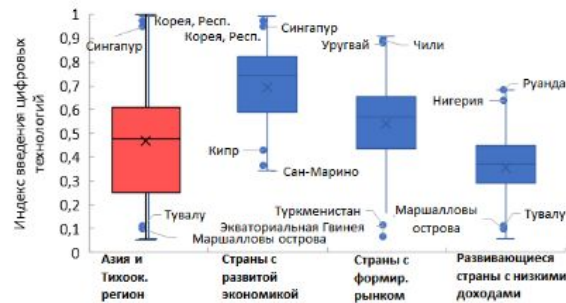 Индекс введения цифровых
технологий
1
0,9
0,8
0,7
0,6
0,5
0,4
0,3
0,2
0,1
0
Корея, Респ.
Сингапур
Тувалу
Маршалловы острова
Сингапур
Корея, Респ.
Кипр
Сан-Марино
Уругвай
Чили
Туркменистан
Экваториальная Гвинея
Руанда
Нигерия
Маршалловы
острова
Тувалу
Азия и
Тихоок.
регион
Страны с
развитой
экономикой
Страны с
формир.
рынком
Развивающиеся
страны с низкими
доходами